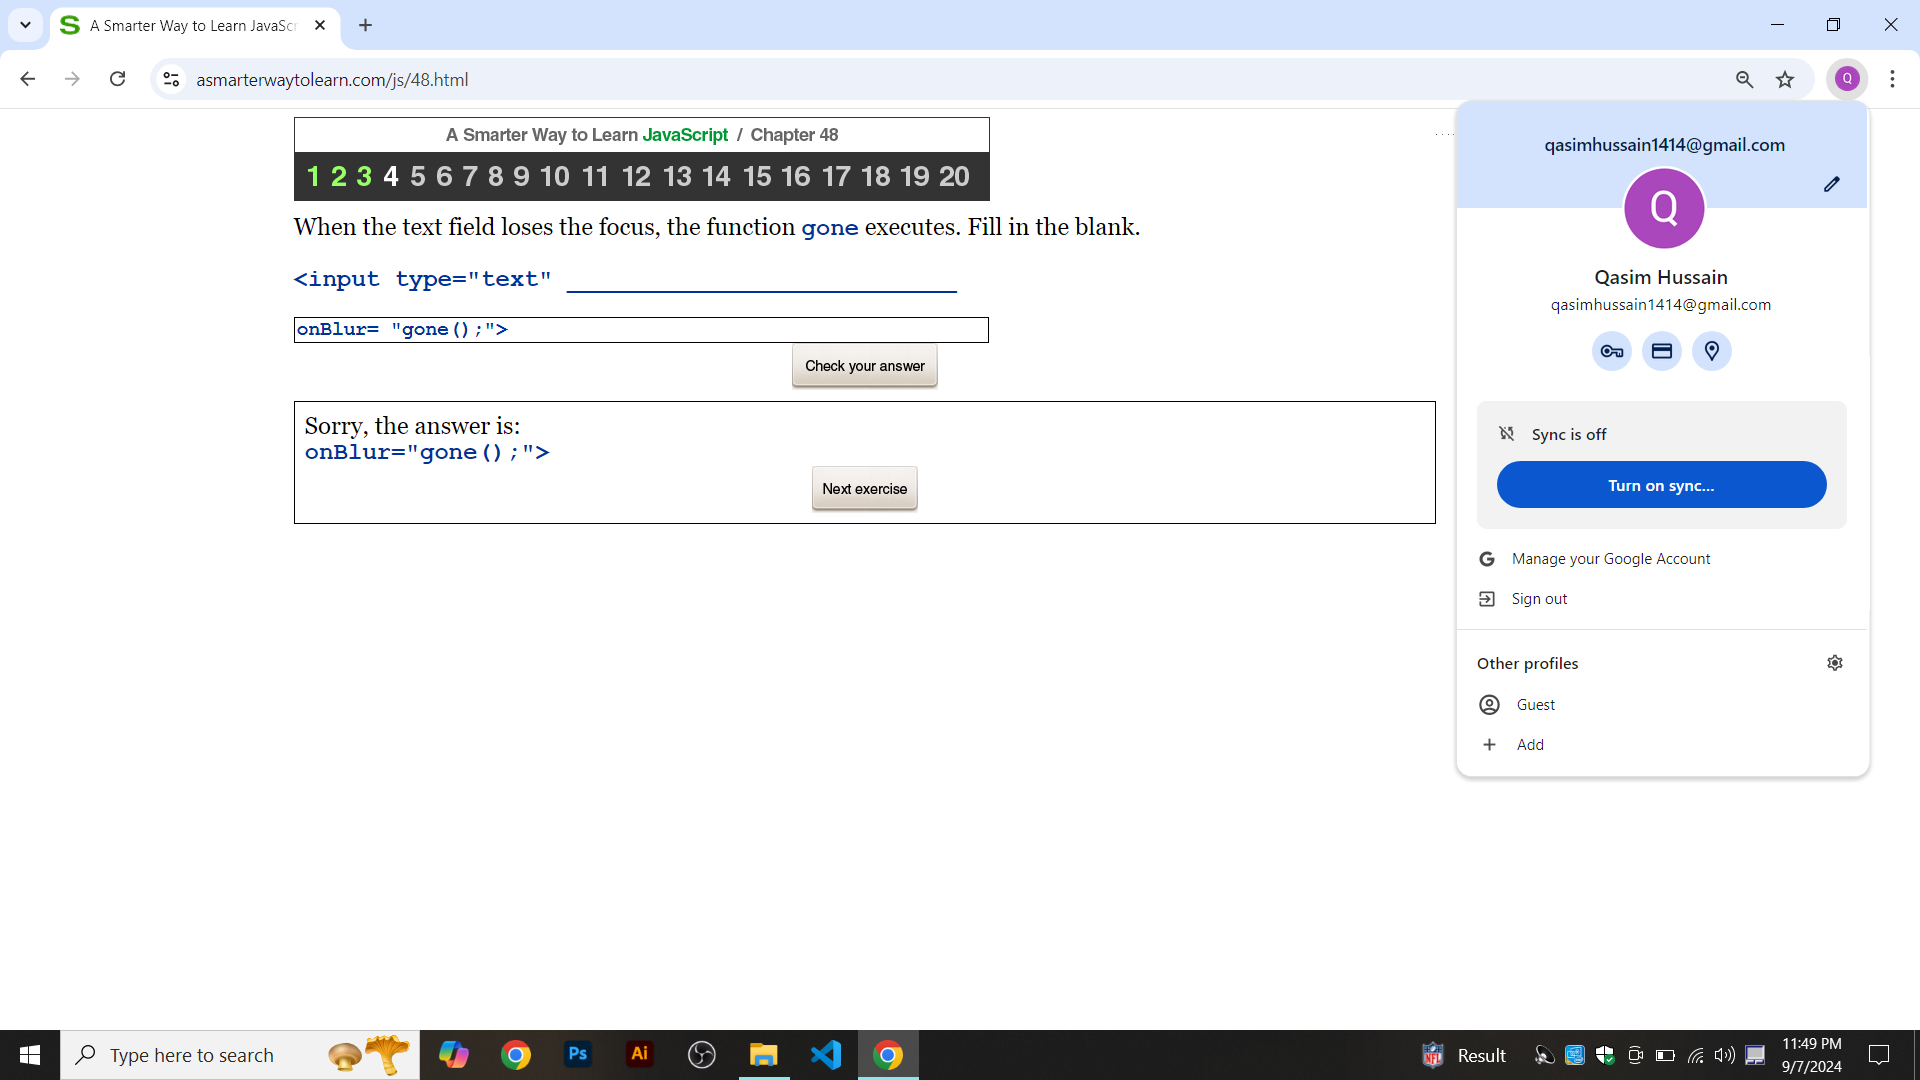 A Smarter Way to Learn JavaScr
asmarterwaytolearn.com/js/48.html
Q
A Smarter Way to Learn JavaScript / Chapter 48
1 2 3 4 5 6 7 8 9 10 11 12 13 14 15 16 17 18 19 20
When the text field loses the focus, the function gone executes. Fill in the blank.
<input type="text" ___________________________
onBlur= "gone();">
Check your answer
Sorry, the answer is:
onBlur="gone();">
Next exercise
qasimhussain1414@gmail.com
Q
Qasim Hussain
qasimhussain1414@gmail.com
Sync is off
Turn on sync...
Manage your Google Account
Sign out
Other profiles
Guest
Add
Type here to search
Ps
Ai
NFL
Result
11:49 PM
9/7/2024